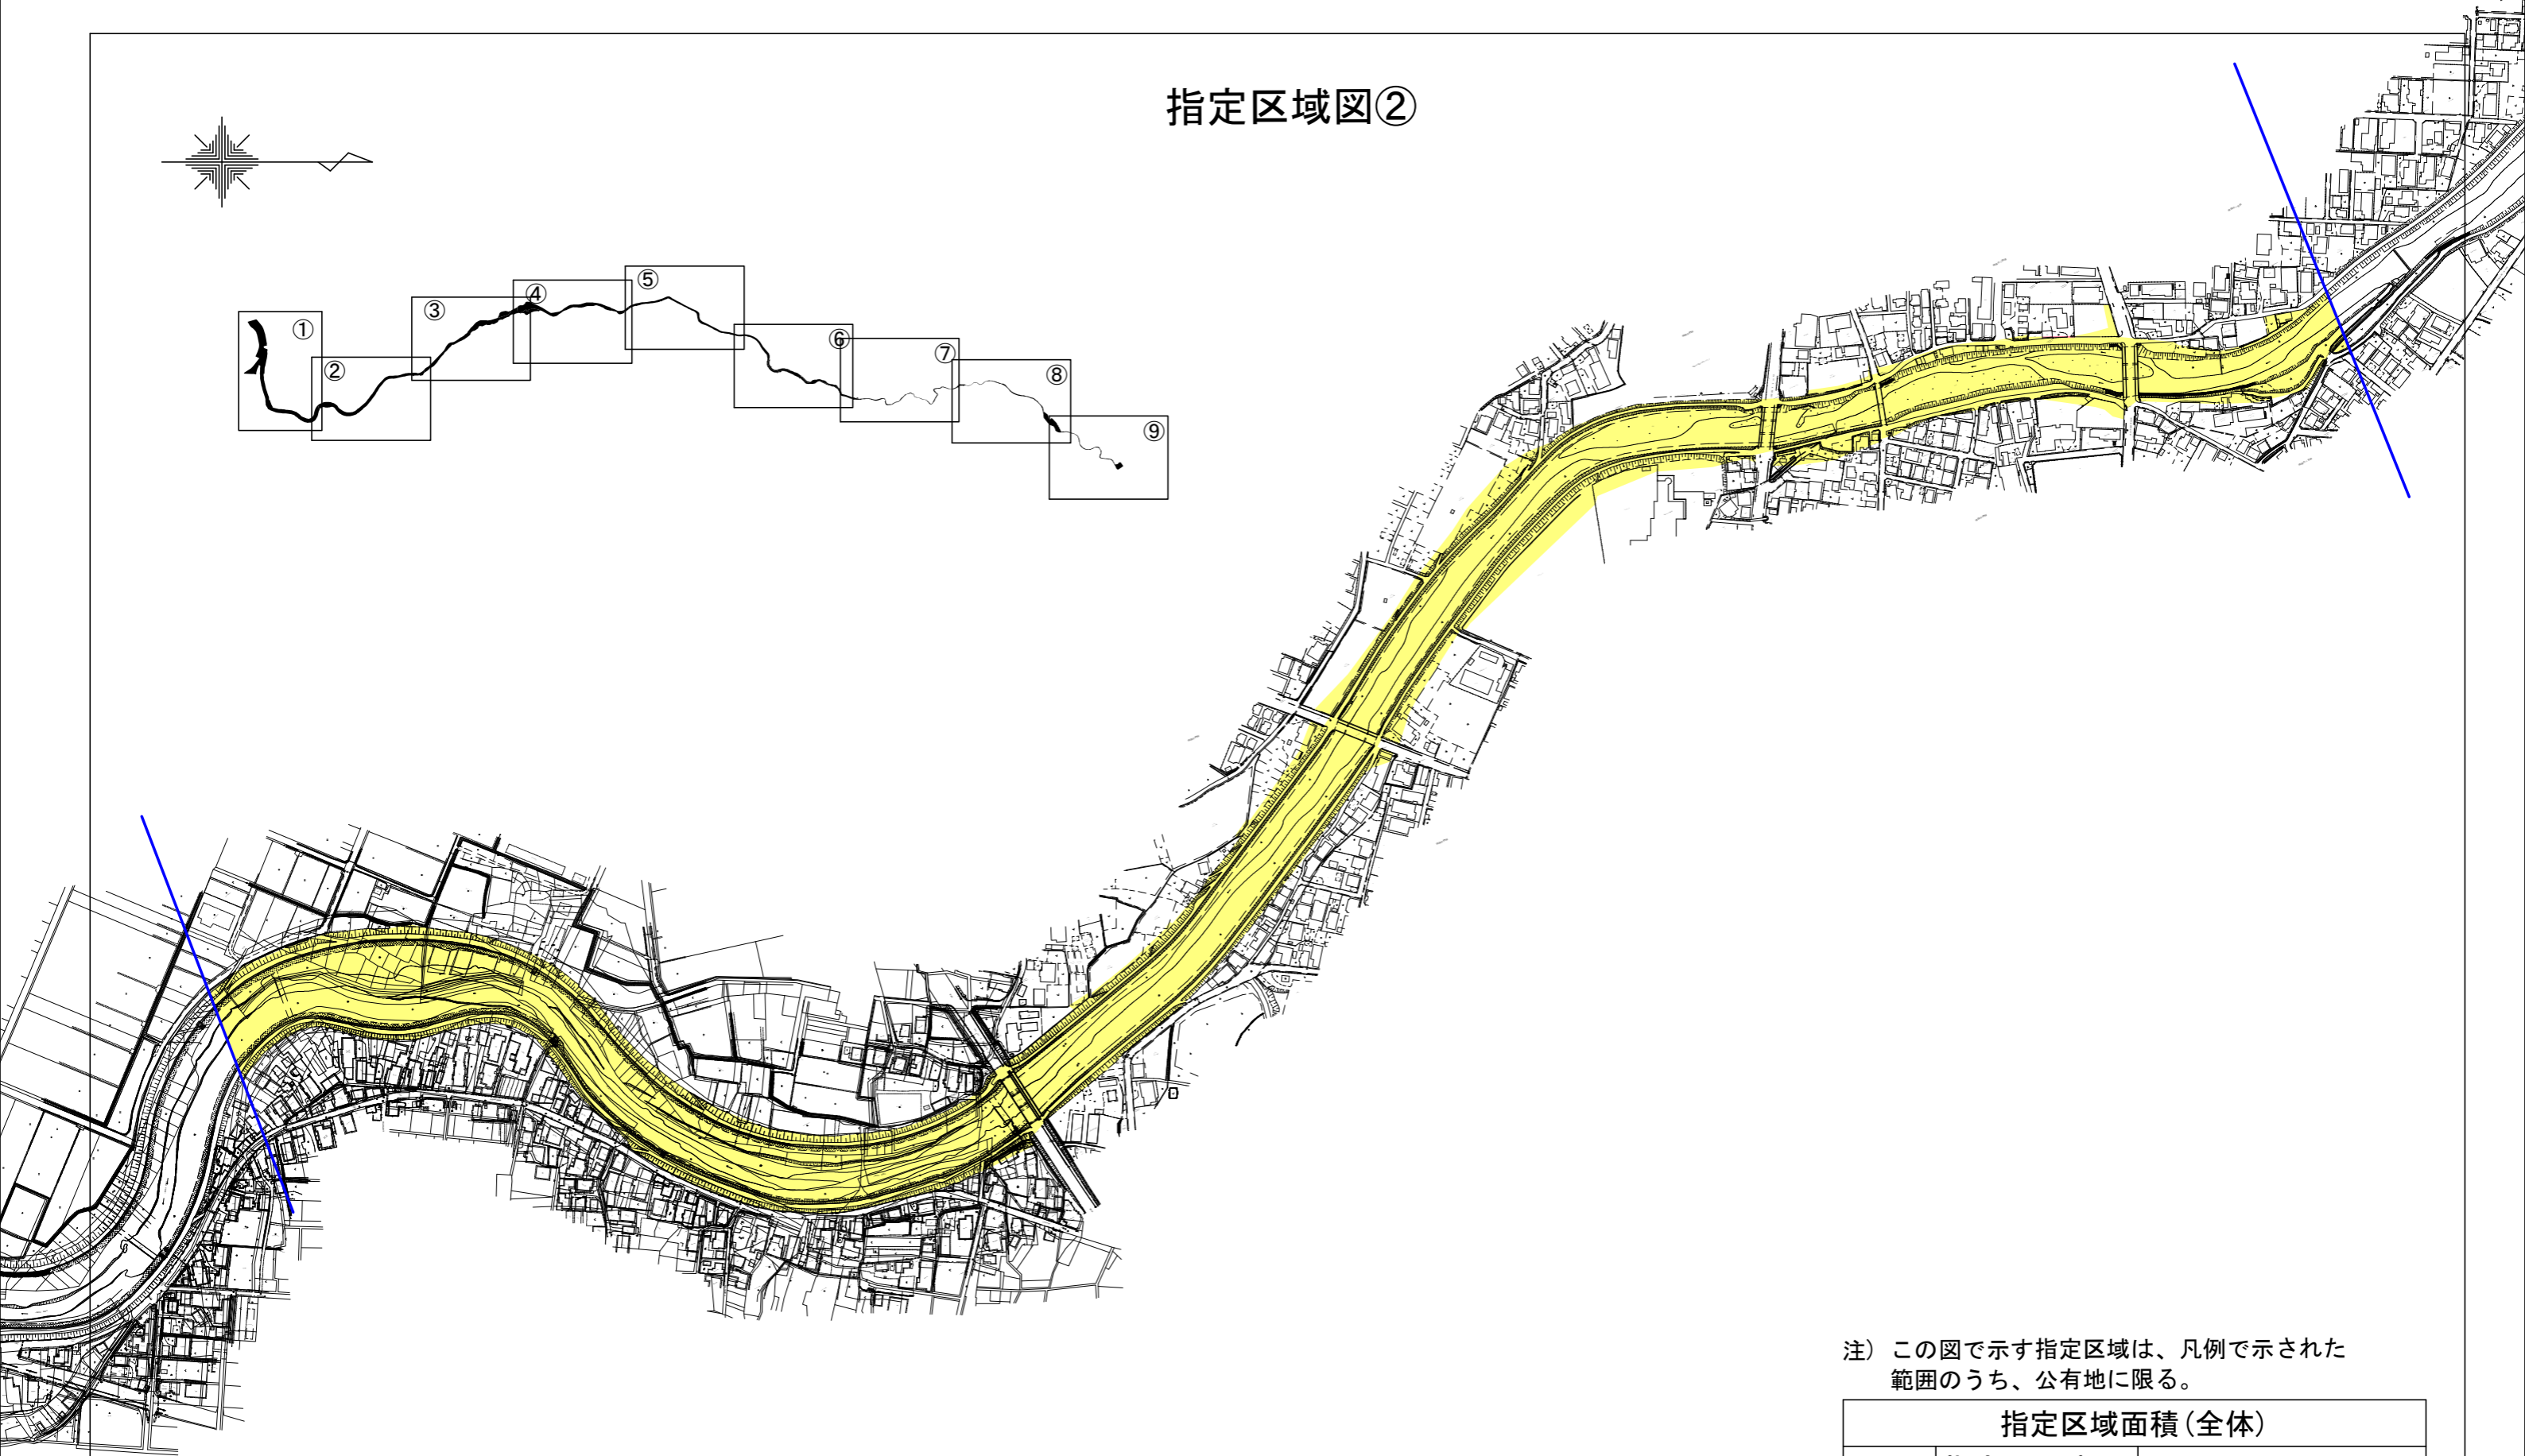 指定区域図②
①
②
③
④
⑤
⑥
⑦
⑧
⑨
注) この図で示す指定区域は、凡例で示された
範囲のうち、公有地に限る。
指定区域面積(全体)